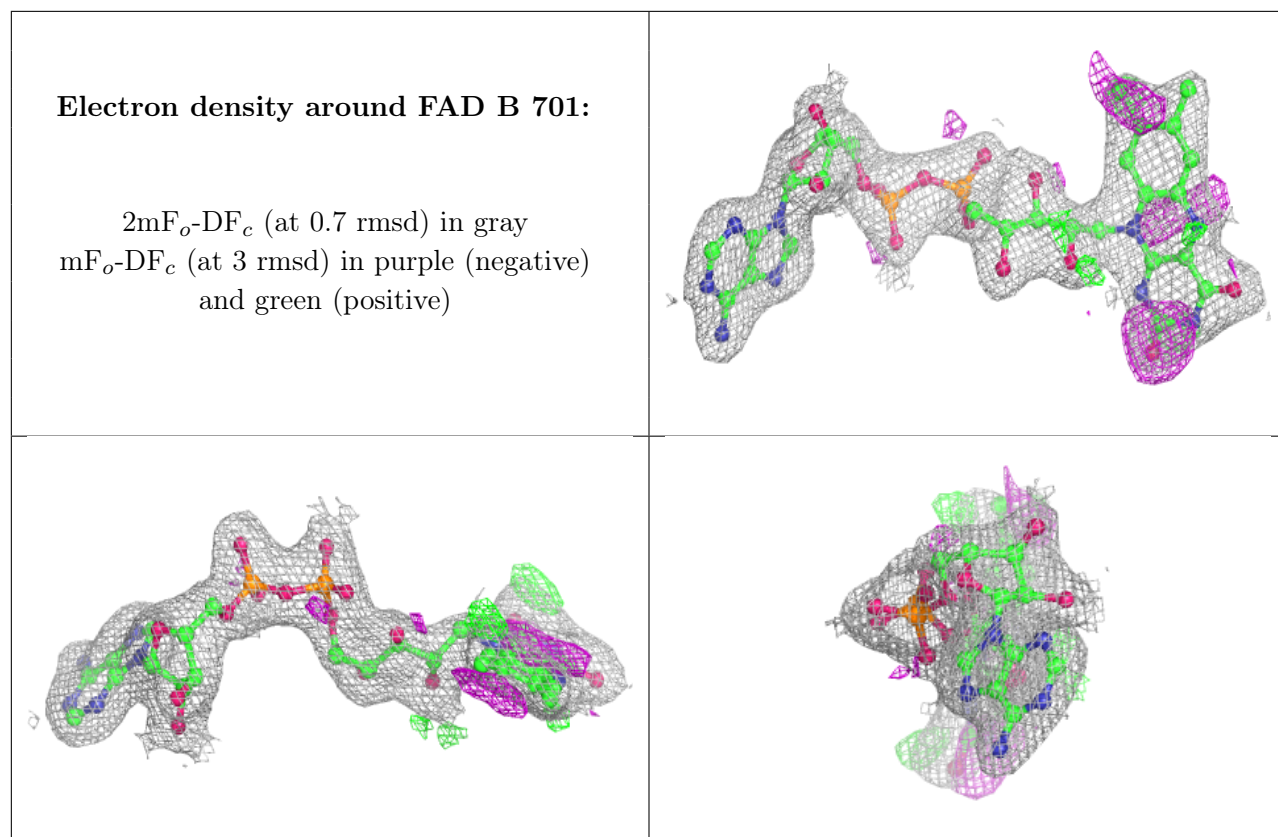 Electron density around FAD B 701:
2mFo-DFc (at 0.7 rmsd) in gray
mFo-DFc (at 3 rmsd) in purple (negative)
and green (positive)